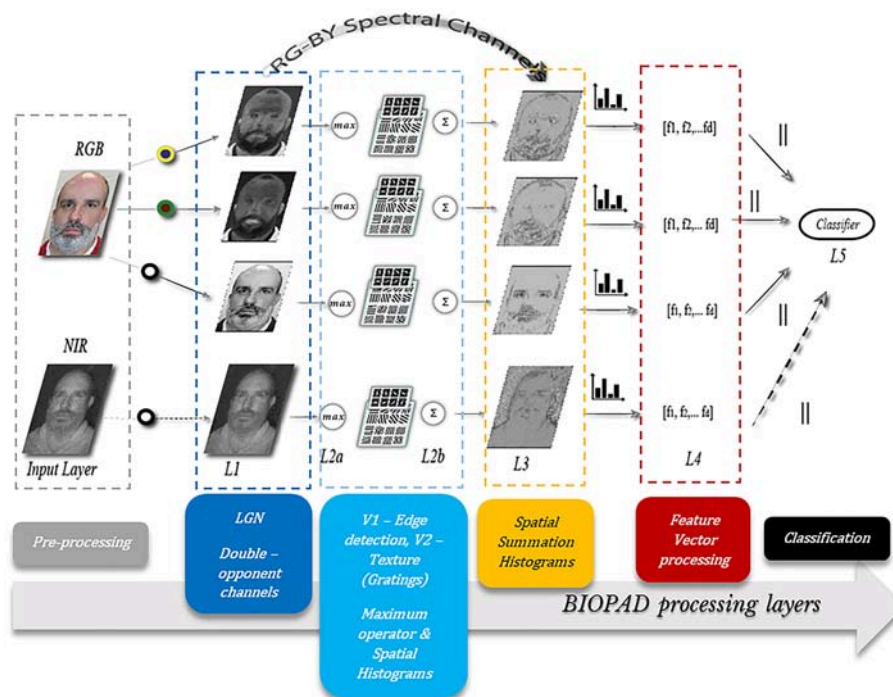 RG-BY Spectral Channels
RGB
max
Σ
[f1, f2,... fd]
||
max
Σ
[f1, f2,... fd]
||
Classifier
L5
max
Σ
[f1, f2,... fd]
||
NIR
max
Σ
[f1, f2,... fd]
||
Input Layer
L1
L2a
L2b
L3
L4
Pre-processing
LGN
Double –
opponent
channels
V1 – Edge
detection, V2 –
Texture
(Gratings)
Maximum
operator &
Spatial
Histograms
Spatial
Summation
Histograms
Feature
Vector
processing
Classification
BIOPAD processing layers